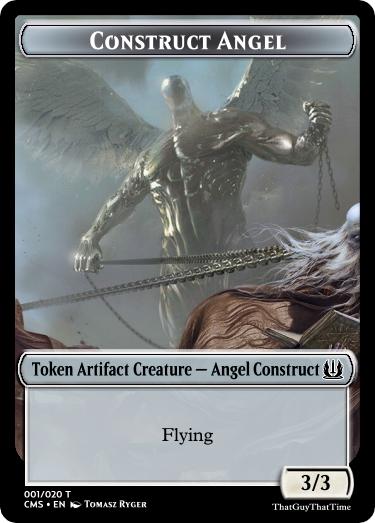 Construct Angel
Token Artifact Creature — Angel Construct
Flying
3/3
001/020 T
CMS • EN Tomasz Ryger
ThatGuyThatTime